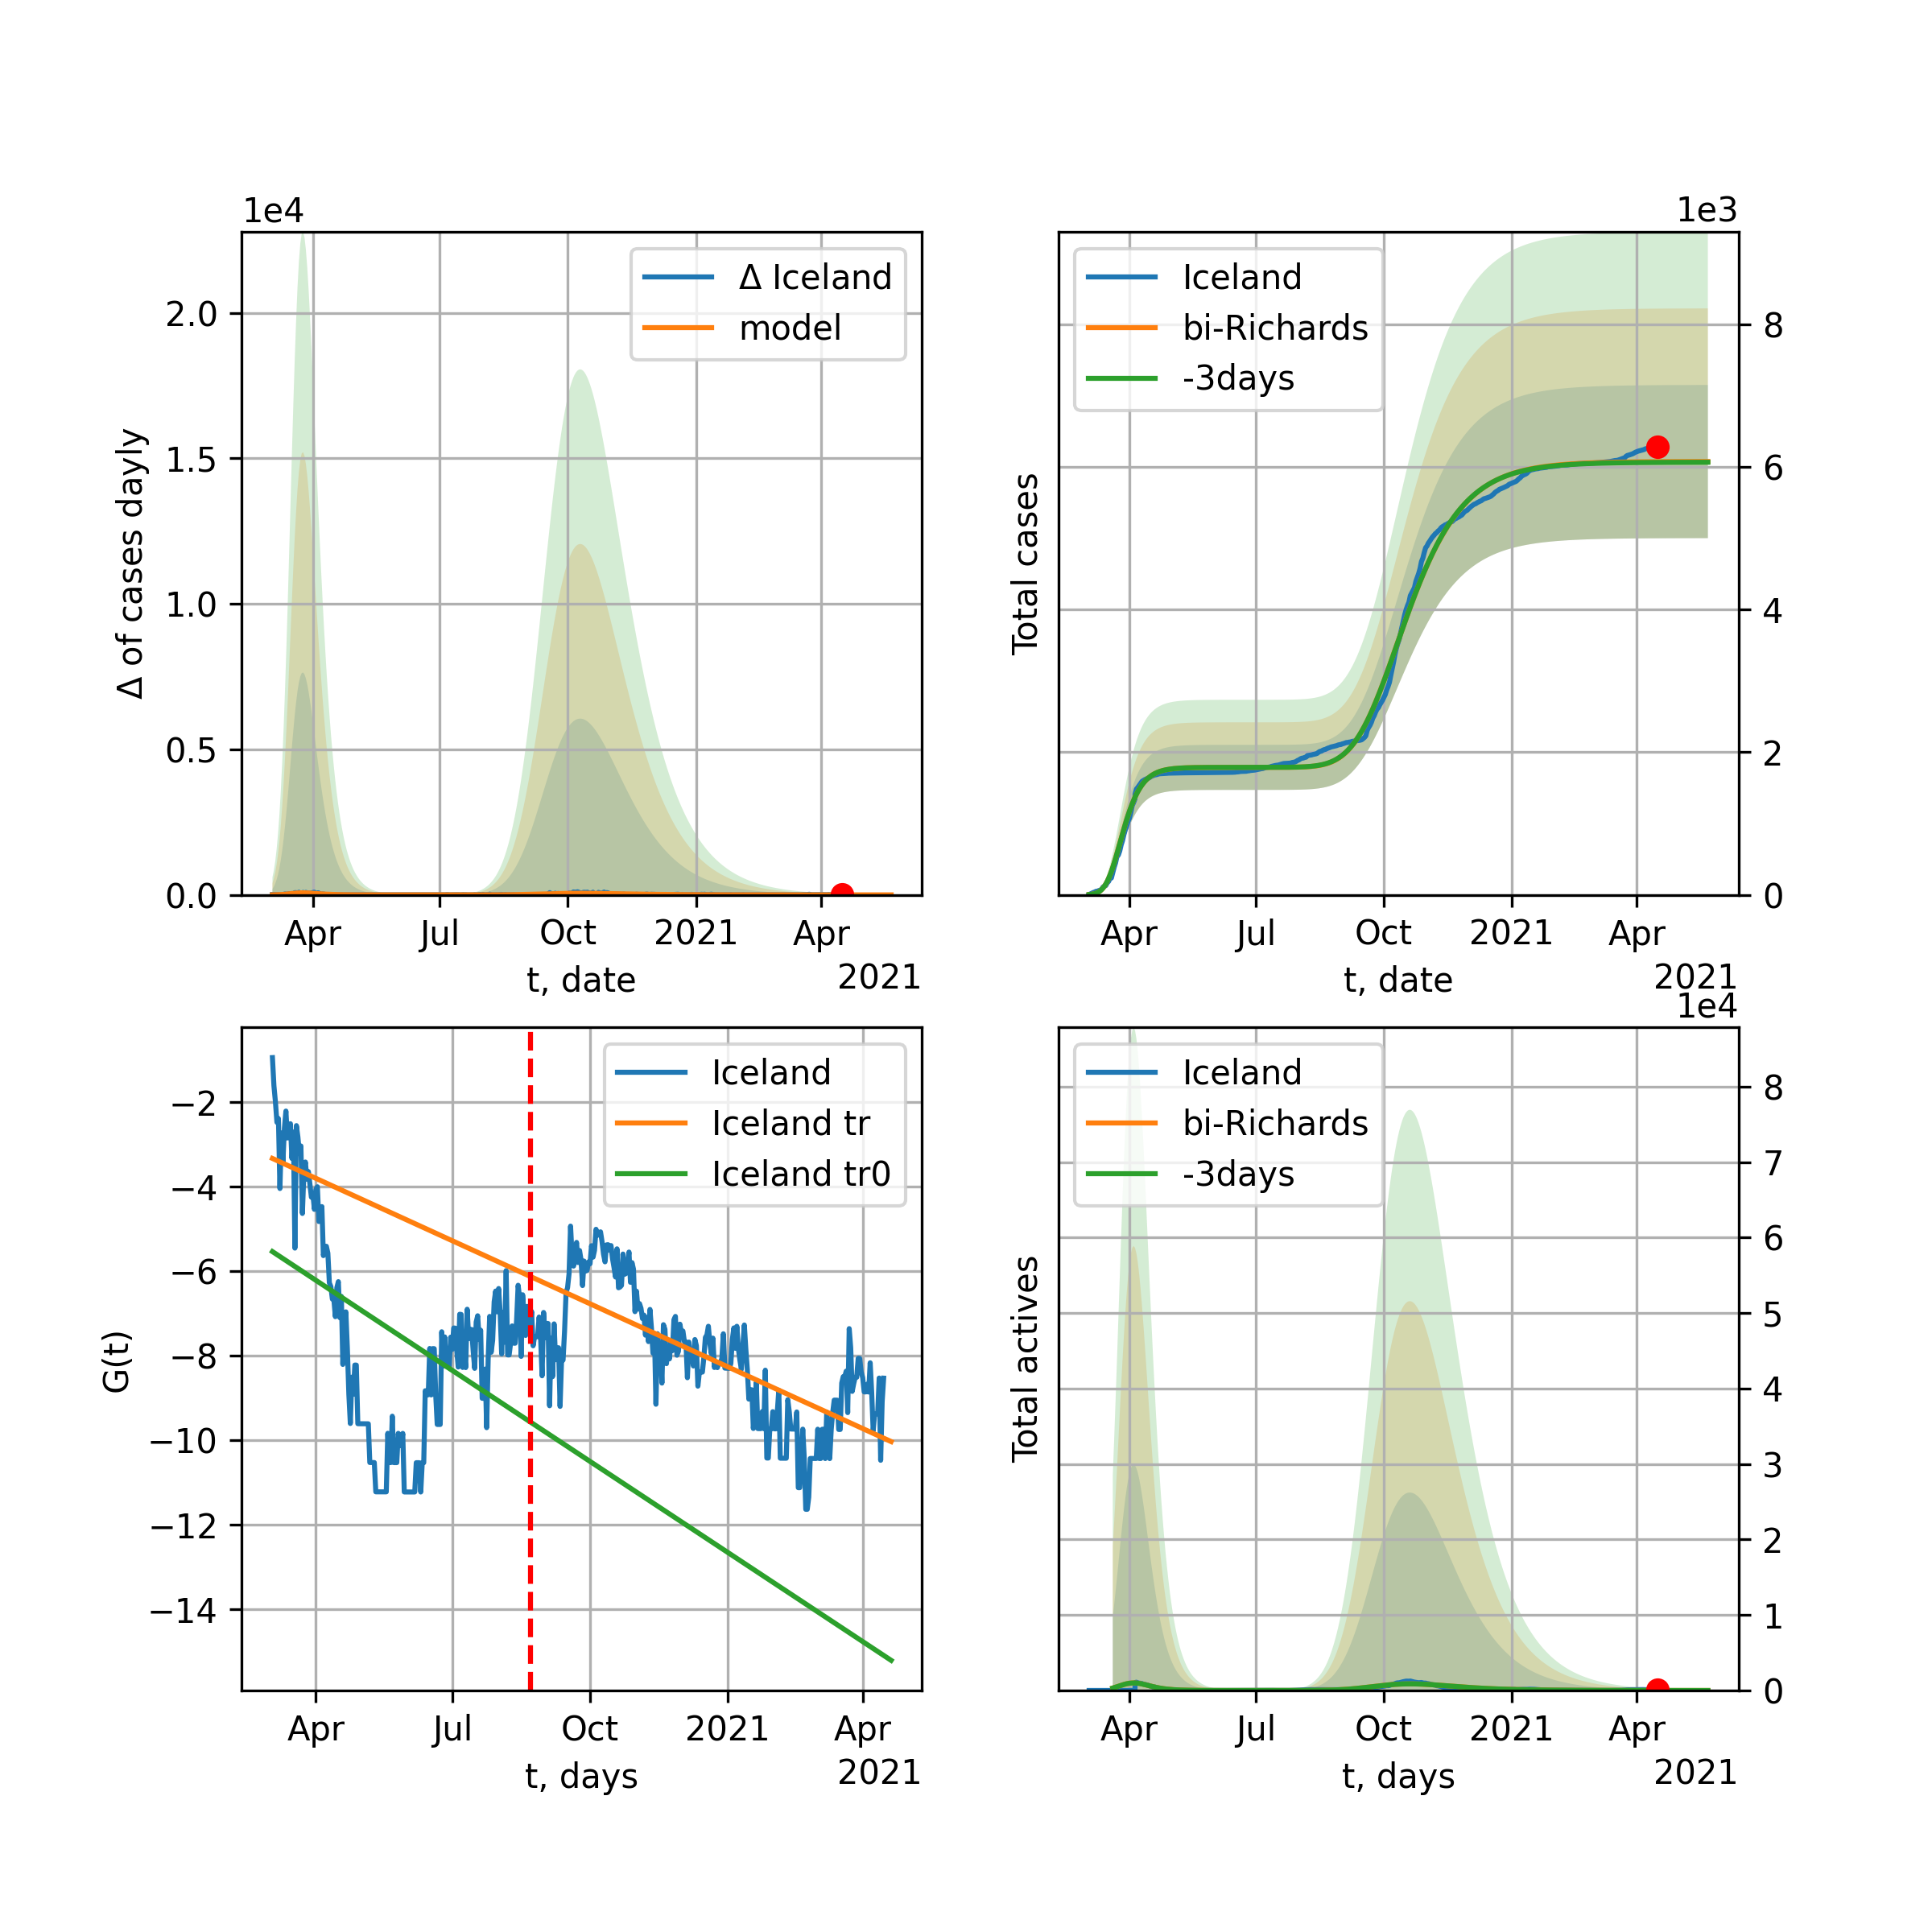 1e4
Δ Iceland
model
2.0
1.5
1.0
0.5
0.0
Δ of cases dayly
Apr
Jul
Oct
2021
Apr
t, date
2021
1e3
Iceland
bi-Richards
-3days
Total cases
8
6
4
2
0
Apr
Jul
Oct
2021
Apr
t, date
2021
Iceland
Iceland tr
Iceland tr0
−2
−4
−6
−8
−10
−12
−14
G(t)
Apr
Jul
Oct
2021
Apr
t, days
2021
1e4
Iceland
bi-Richards
-3days
Total actives
8
7
6
5
4
3
2
1
0
Apr
Jul
Oct
2021
Apr
t, days
2021